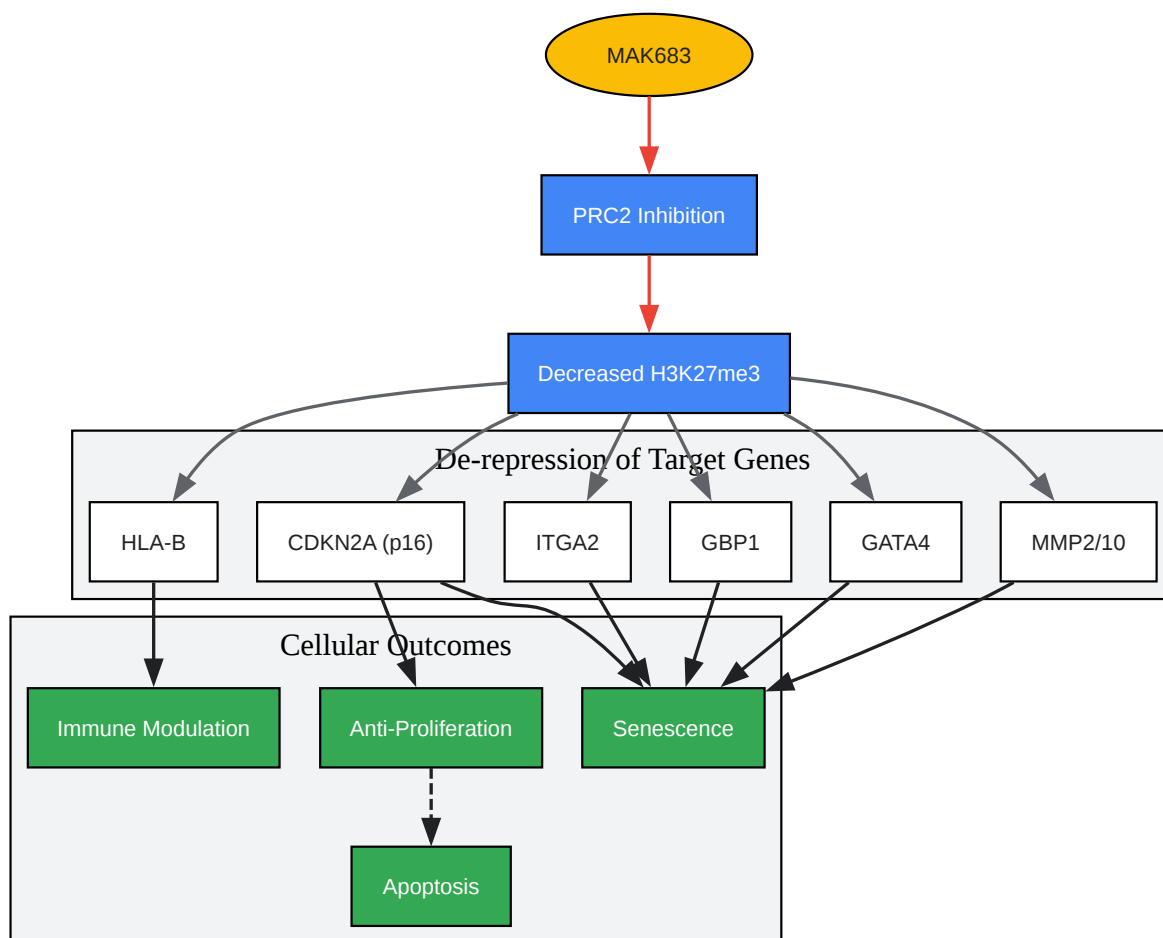 MAK683
PRC2 Inhibition
Decreased H3K27me3
De-repression of Target Genes
HLA-B
CDKN2A (p16)
ITGA2
GBP1
GATA4
MMP2/10
Cellular Outcomes
Immune Modulation
Anti-Proliferation
Senescence
Apoptosis